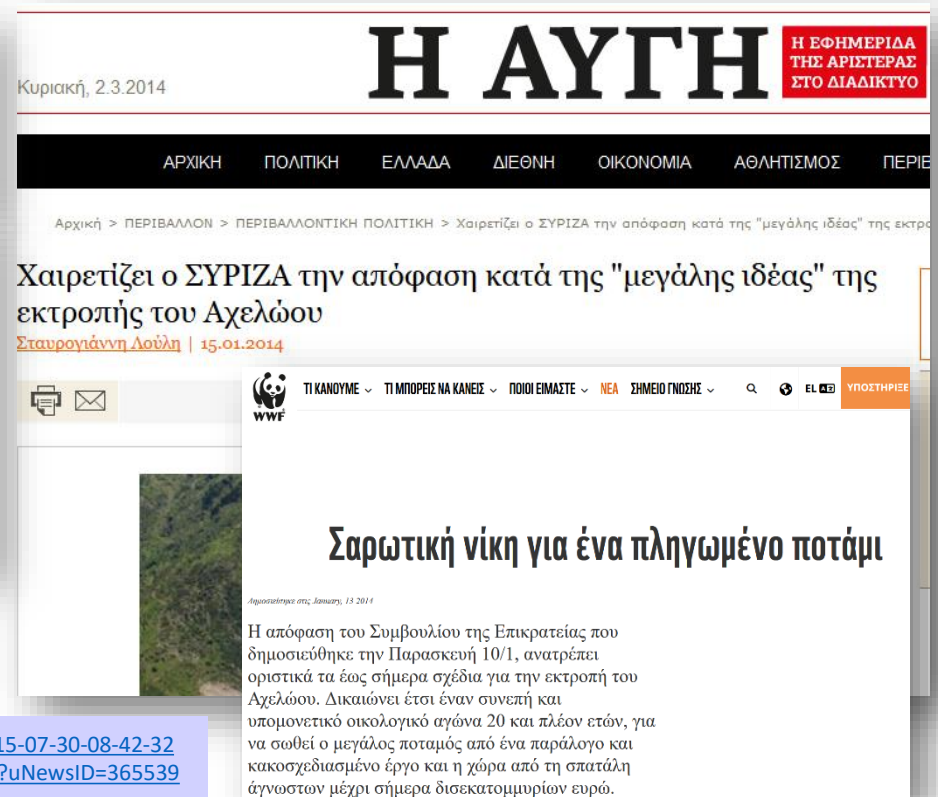 Κυριακή, 2.3.2014
Η ΑΥΓΗ
Η ΕΦΗΜΕΡΙΔΑ
ΤΗΣ ΑΡΙΣΤΕΡΑΣ
ΣΤΟ ΔΙΑΔΙΚΤΥΟ
ΑΡΧΙΚΗ ΠΟΛΙΤΙΚΗ ΕΛΛΑΔΑ ΔΙΕΘΝΗ ΟΙΚΟΝΟΜΙΑ ΑΘΛΗΤΙΣΜΟΣ ΠΕΡΙΕ
Αρχική > ΠΕΡΙΒΑΛΛΟΝ > ΠΕΡΙΒΑΛΛΟΝΤΙΚΗ ΠΟΛΙΤΙΚΗ > Χαιρετίζει ο ΣΥΡΙΖΑ την απόφαση κατά της "μεγάλης ιδέας" της εκτρο
Χαιρετίζει ο ΣΥΡΙΖΑ την απόφαση κατά της "μεγάλης ιδέας" της
εκτροπής του Αχελώου
Σταυρογιάννη Λούλη | 15.01.2014
WWF
ΤΙ ΚΑΝΟΥΜΕ ΤΙ ΜΠΟΡΕΙΣ ΝΑ ΚΑΝΕΙΣ ΠΟΙΟΙ ΕΙΜΑΣΤΕ ΝΕΑ ΣΗΜΕΙΟ ΓΝΩΣΗΣ EL ΥΠΟΣΤΗΡΙΞΕ
Σαρωτική νίκη για ένα πληγωμένο ποτάμι
Δημοσιεύτηκε στις January, 13 2014
Η απόφαση του Συμβουλίου της Επικρατείας που
δημοσιεύθηκε την Παρασκευή 10/1, ανατρέπει
οριστικά τα έως σήμερα σχέδια για την εκτροπή του
Αχελώου. Δικαιώνει έτσι έναν συνεπή και
υπομονετικό οικολογικό αγώνα 20 και πλέον ετών, για
να σωθεί ο μεγάλος ποταμός από ένα παράλογο και
κακοσχεδιασμένο έργο και η χώρα από τη σπατάλη
άγνωστων μέχρι σήμερα δισεκατομμυρίων ευρώ.
15-07-30-08-42-32
?uNewsID=365539